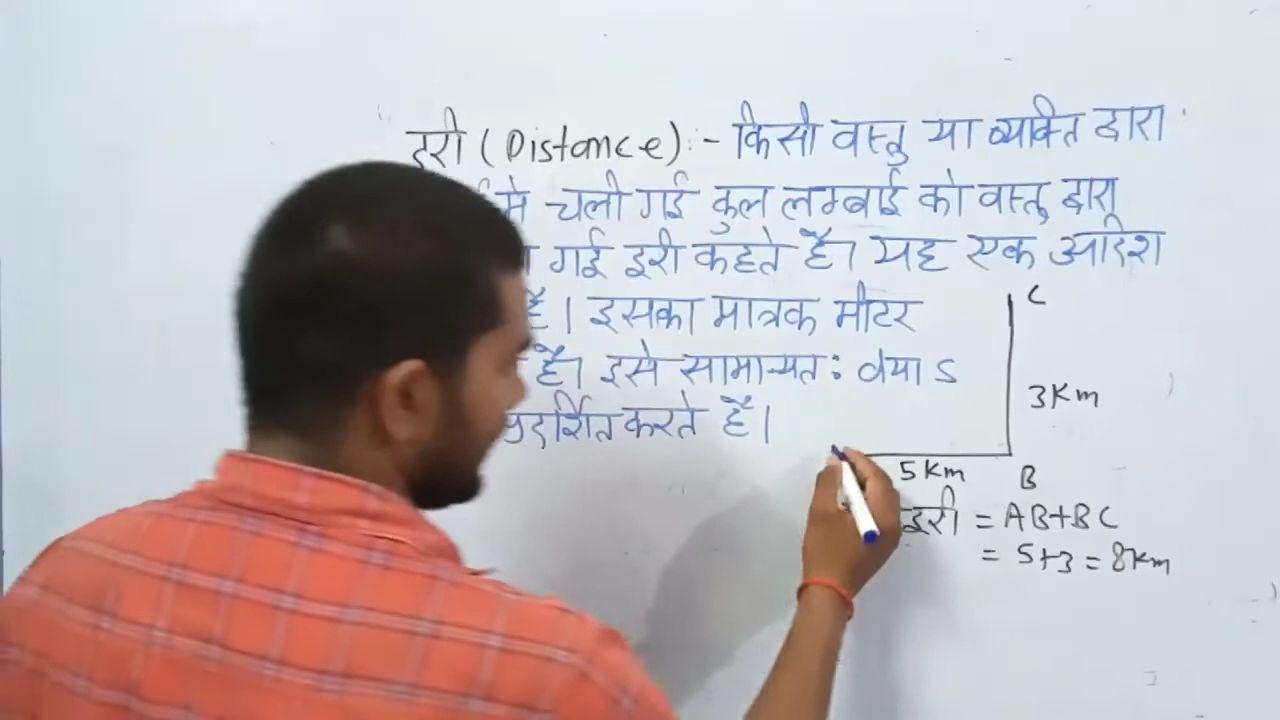 दूरी (Distance) :- किसी वस्तु या व्यक्ति द्वारा
मे चली गई कुल लम्बाई को वस्तु द्वारा
गई दूरी कहते है। यह एक अदिश
है। इसका मात्रक मीटर
है। इसे सामान्यतः d या S
प्रदर्शित करते है।
C
3Km
5Km
B
दूरी = AB+BC
= 5+3 = 8Km